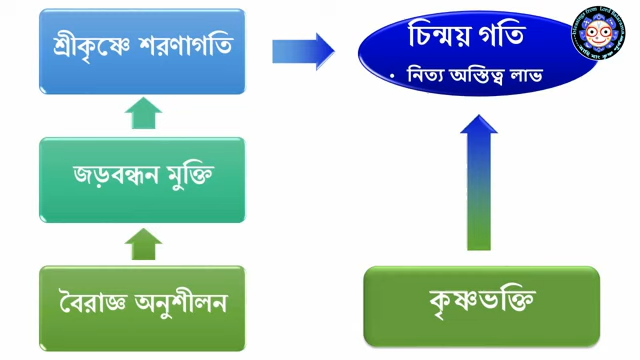 শ্রীকৃষ্ণে শরণাগতি
চিন্ময় গতি
• নিত্য অস্তিত্ব লাভ
জড়বন্ধন মুক্তি
বৈরাজ্ঞ অনুশীলন
কৃষ্ণভক্তি